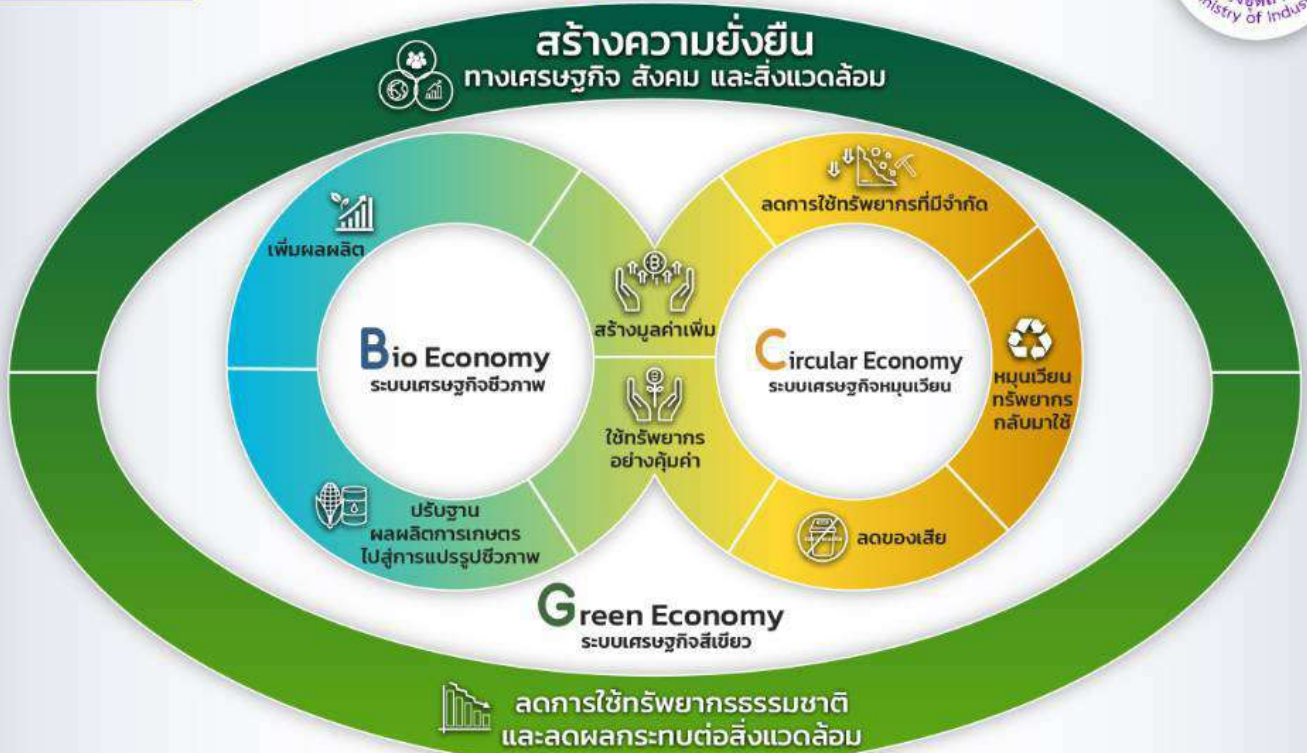 สร้างความยั่งยืน
ทางเศรษฐกิจ สังคม และสิ่งแวดล้อม
เพิ่มผลผลิต
Bio Economy
ระบบเศรษฐกิจชีวภาพ
ปรับฐาน
ผลผลิตการเกษตร
ไปสู่การแปรรูปชีวภาพ
สร้างมูลค่าเพิ่ม
ใช้ทรัพยากร
อย่างคุ้มค่า
ลดการใช้ทรัพยากรที่มีจำกัด
Circular Economy
ระบบเศรษฐกิจหมุนเวียน
หมุนเวียน
ทรัพยากร
กลับมาใช้
ลดของเสีย
Green Economy
ระบบเศรษฐกิจสีเขียว
ลดการใช้ทรัพยากรธรรมชาติ
และลดผลกระทบต่อสิ่งแวดล้อม